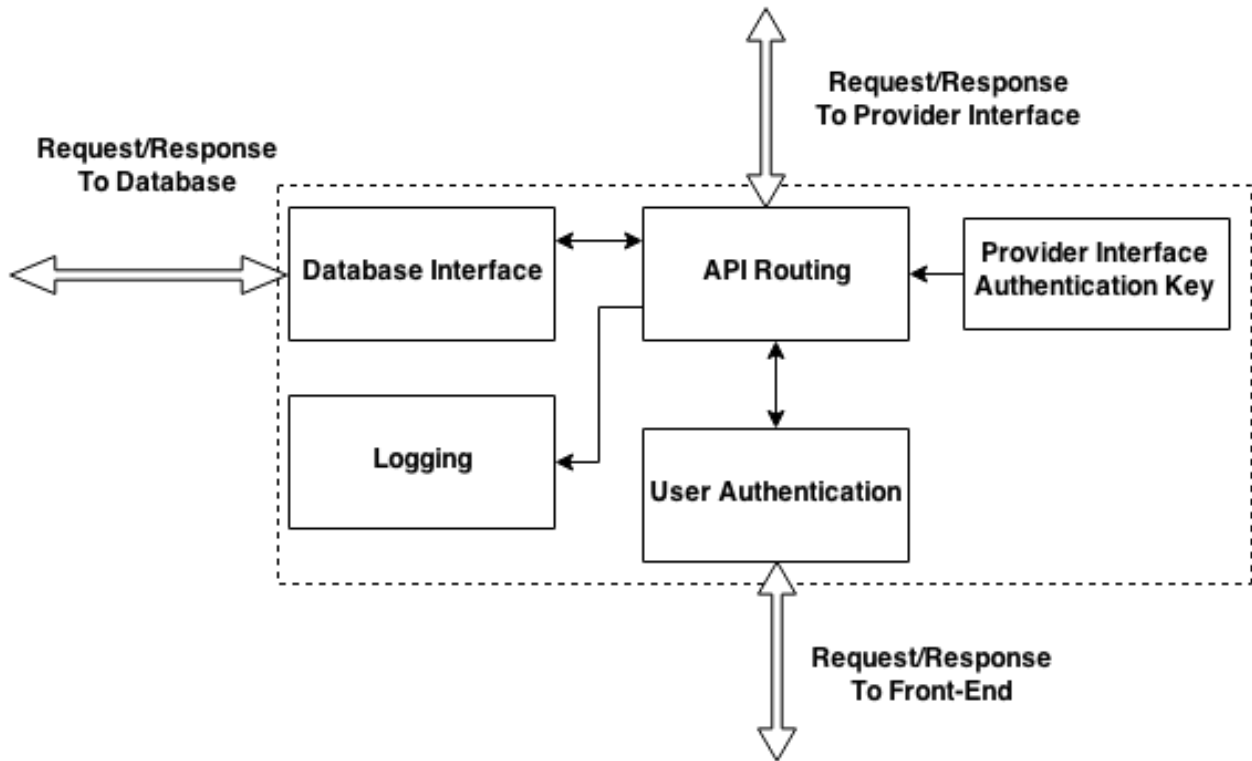 Request/Response
To Provider Interface
Request/Response
To Database
Database Interface
API Routing
Provider Interface
Authentication Key
Logging
User Authentication
Request/Response
To Front-End